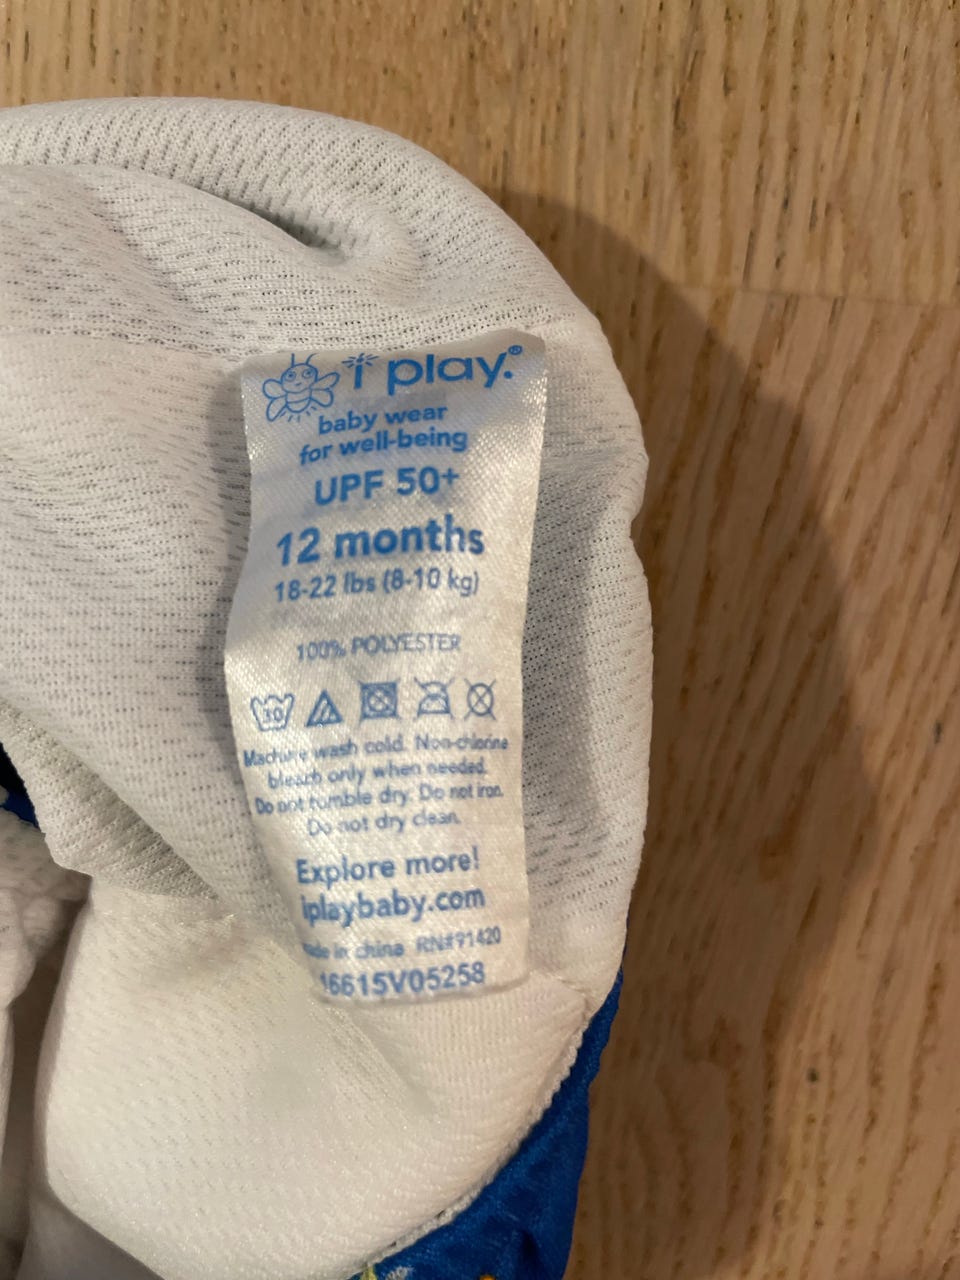 i play.®
baby wear
for well-being
UPF 50+
12 months
18-22 lbs (8-10 kg)
100% POLYESTER
30
Machine wash cold. Non-chlorine
bleach only when needed.
Do not tumble dry. Do not iron.
Do not dry clean.
Explore more!
iplaybaby.com
made in china RN#91420
16615V05258